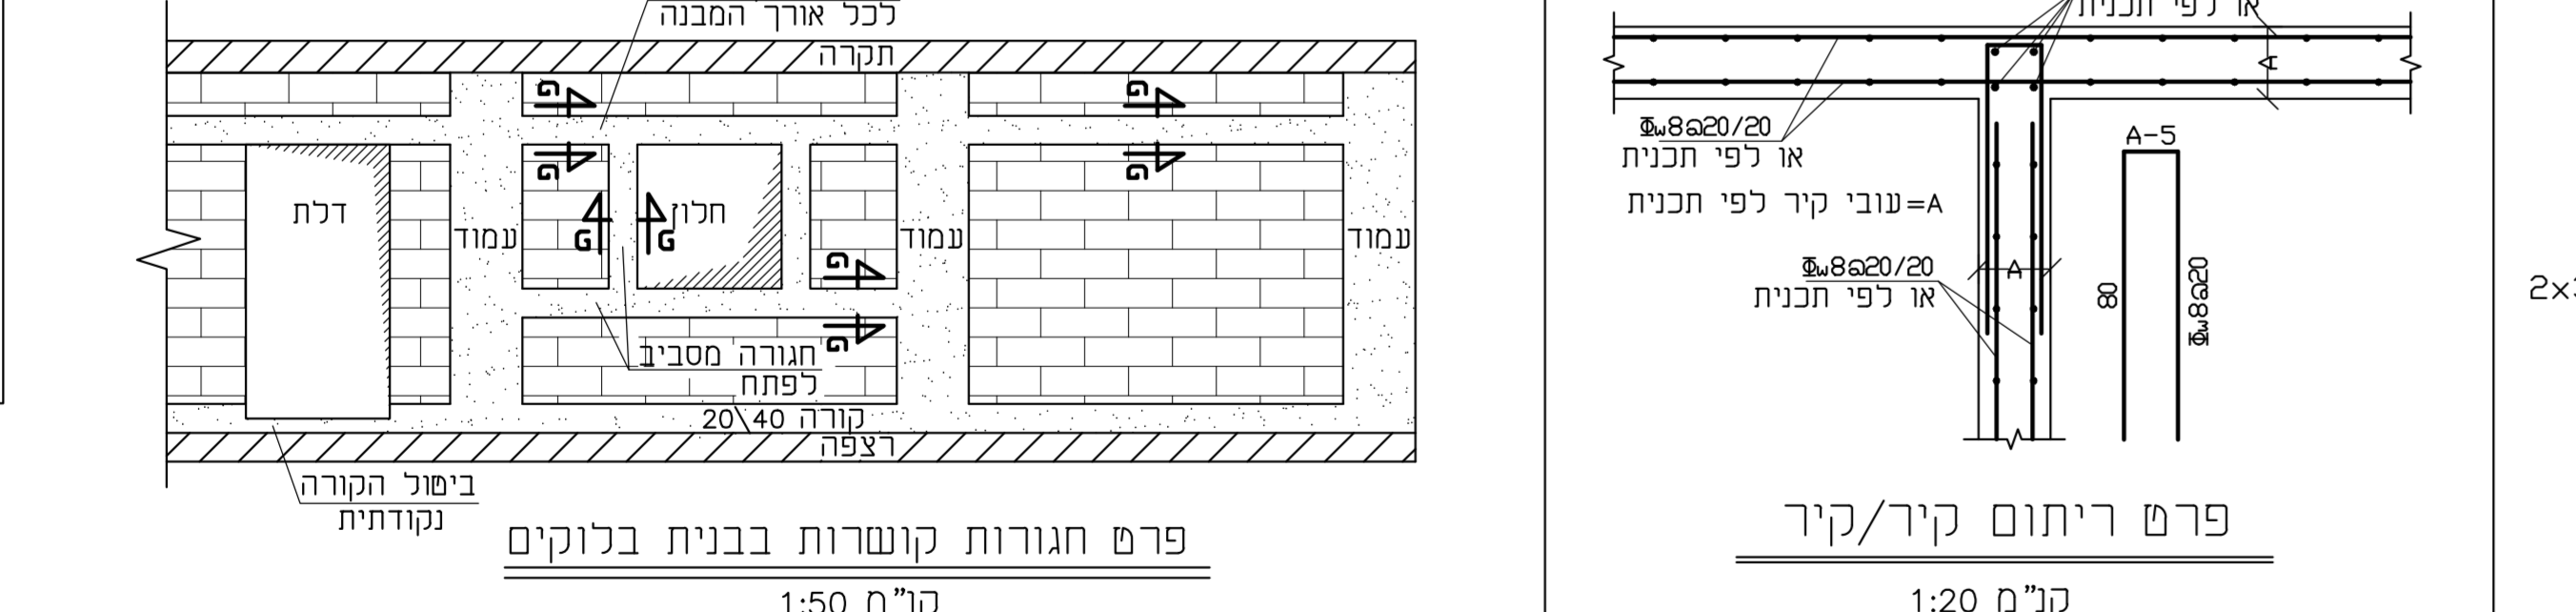 לכל אורך המבנה
תקרה
G
G
G
G
דלת
חלון
G
G
עמוד
עמוד
עמוד
G
G
חגורה מסביב
לפתח
קורה 20\40
רצפה
ביטול הקורה
נקודתית
פרט חגורות קושרות בבנית בלוקים
קנ"מ 1:50
או לפי תכנית
A
Φw8@20/20
או לפי תכנית
A=עובי קיר לפי תכנית
A-5
Φw8@20/20
או לפי תכנית
A
80
Φw8@20
פרט ריתום קיר/קיר
קנ"מ 1:20